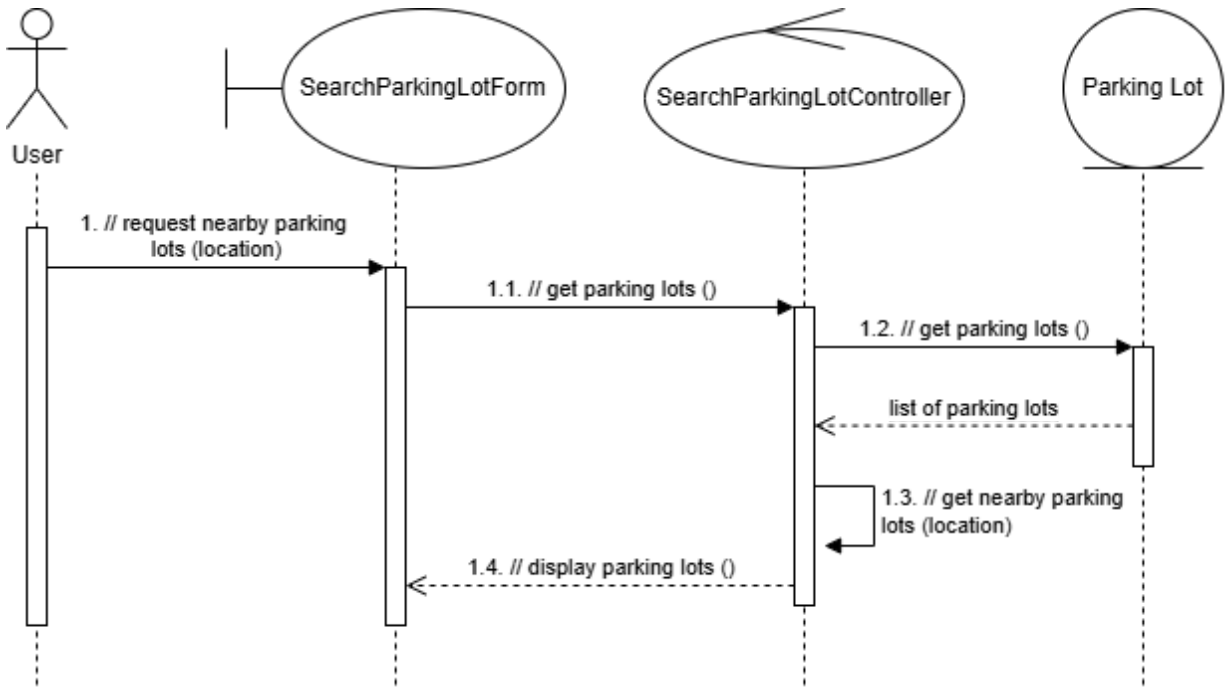 SearchParkingLotForm
SearchParkingLotController
Parking Lot
User
1. // request nearby parking
lots (location)
1.1. // get parking lots ()
1.2. // get parking lots ()
list of parking lots
1.3. // get nearby parking
lots (location)
1.4. // display parking lots ()